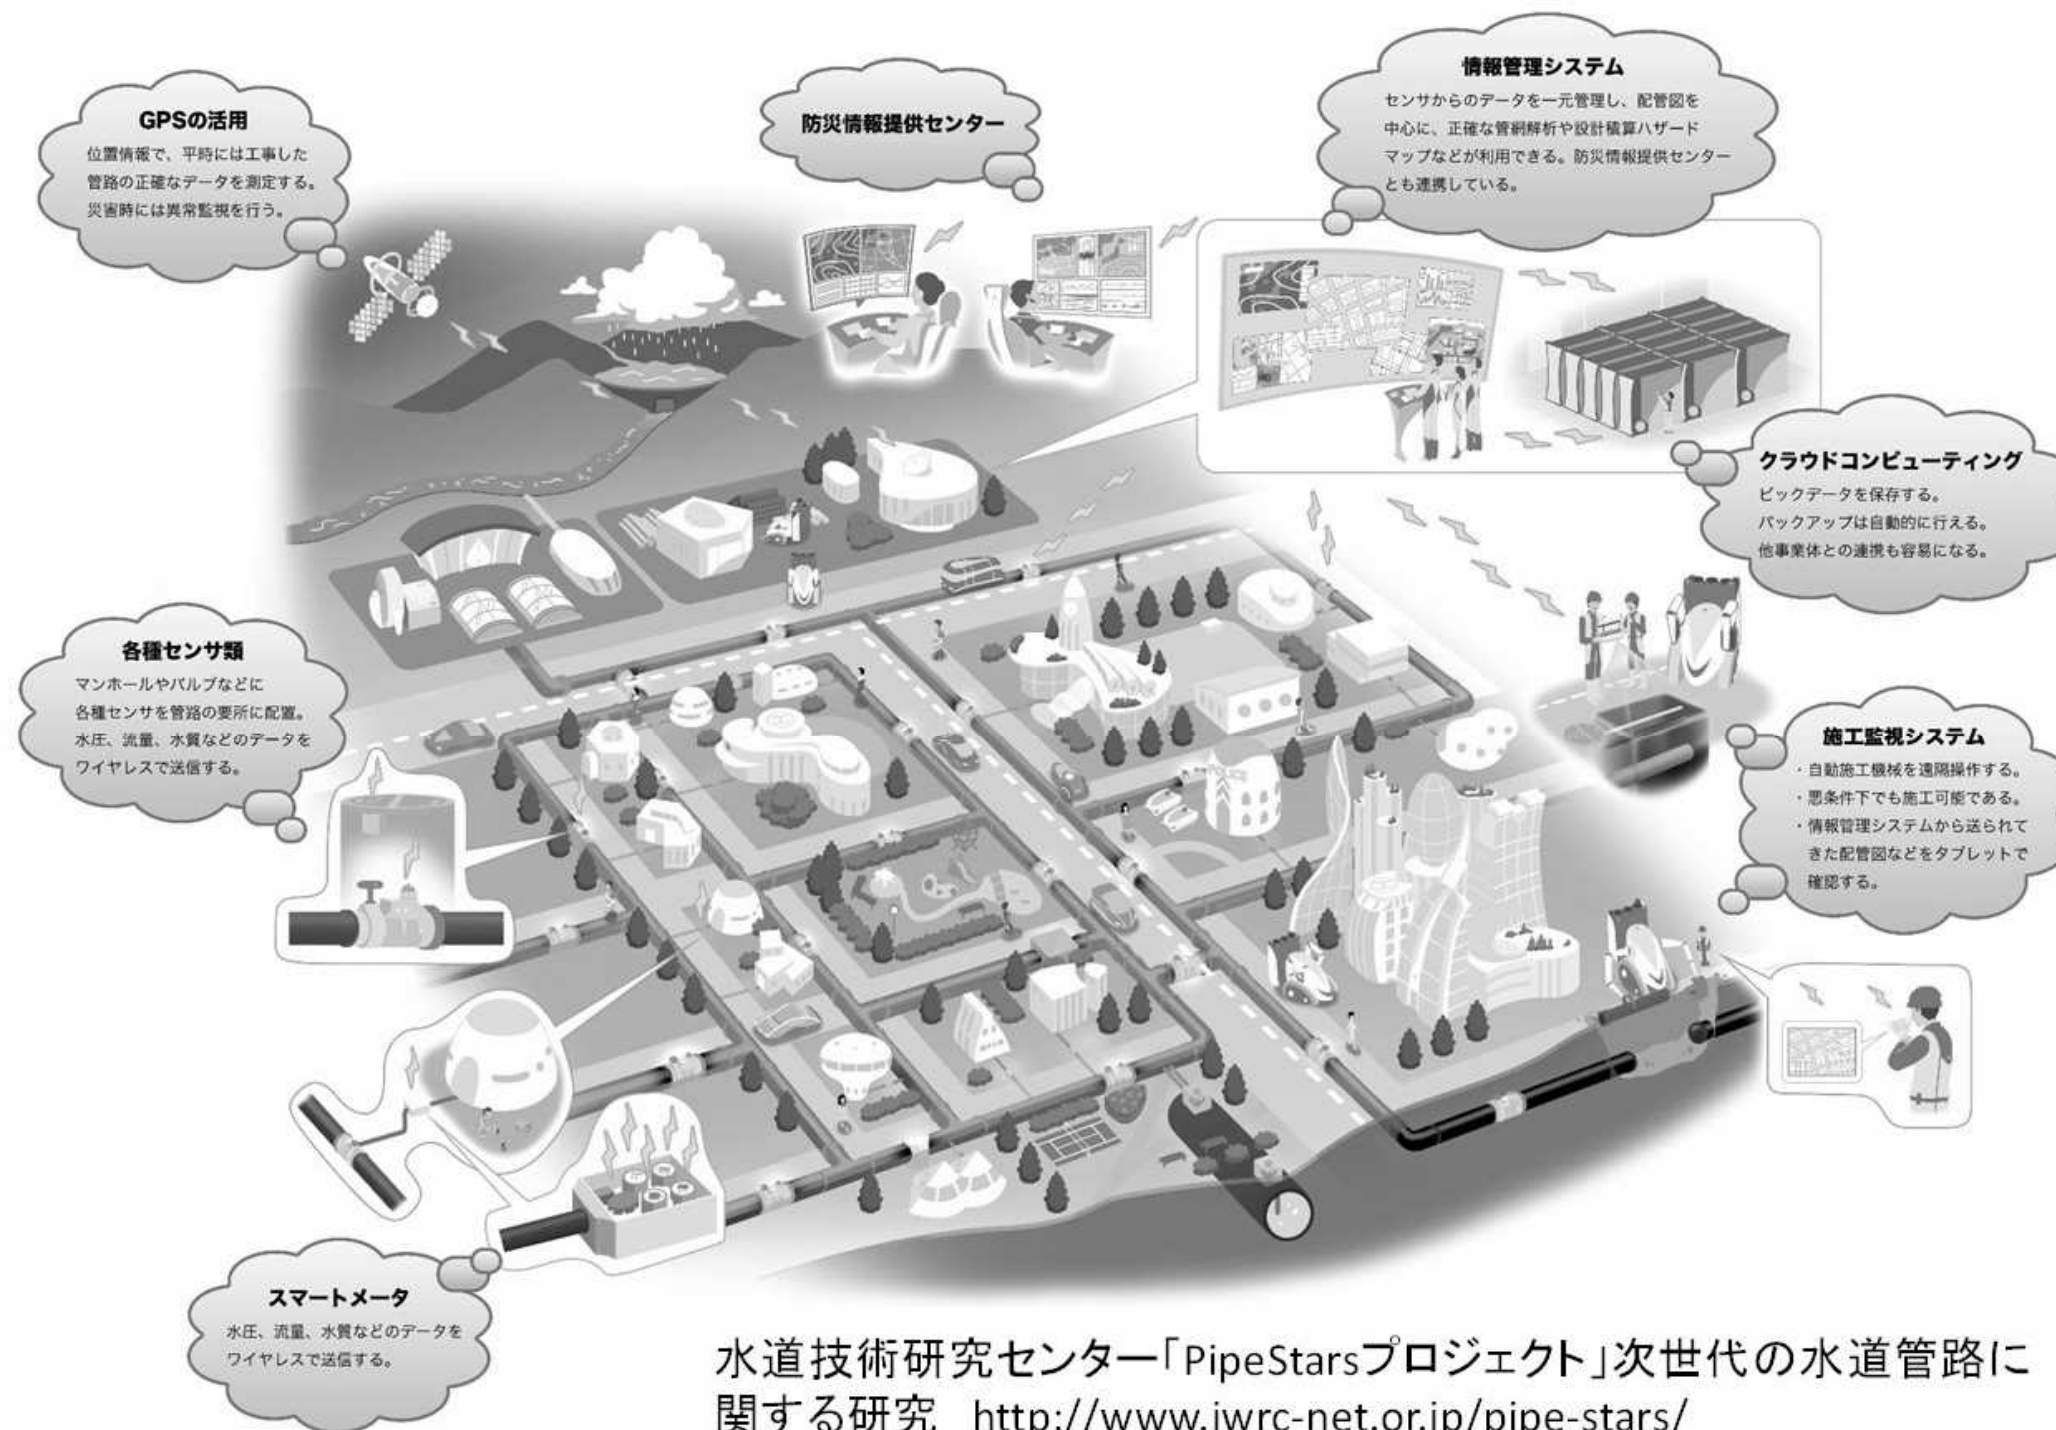 GPSの活用
位置情報で、平時には工事した
管路の正確なデータを測定する。
災害時には異常監視を行う。
防災情報提供センター
情報管理システム
センサからのデータを一元管理し、配管図を
中心に、正確な管網解析や設計積算ハザード
マップなどが利用できる。防災情報提供センター
とも連携している。
クラウドコンピューティング
ビックデータを保存する。
バックアップは自動的に行える。
他事業体との連携も容易になる。
各種センサ類
マンホールやバルブなどに
各種センサを管路の要所に配置。
水圧、流量、水質などのデータを
ワイヤレスで送信する。
施工監視システム
・自動施工機械を遠隔操作する。
・悪条件下でも施工可能である。
・情報管理システムから送られて
きた配管図などをタブレットで
確認する。
POLICE
スマートメータ
水圧、流量、水質などのデータを
ワイヤレスで送信する。
水道技術研究センター「PipeStarsプロジェクト」次世代の水道管路に
関する研究 http://www.jwrc-net.or.jp/pipe-stars/